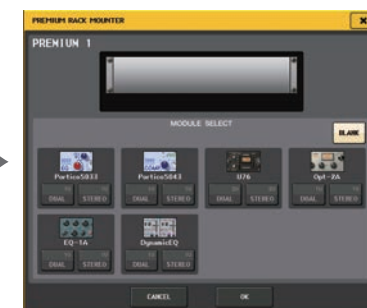 PREMIUM RACK MOUNTER
PREMIUM 1
MODULE SELECT
BLANK
Portico5033
Portico5043
U76
Opt-2A
DUAL STEREO
DUAL STEREO
DUAL STEREO
DUAL STEREO
EQ-1A
DynamicEQ
DUAL STEREO
DUAL STEREO
CANCEL
OK